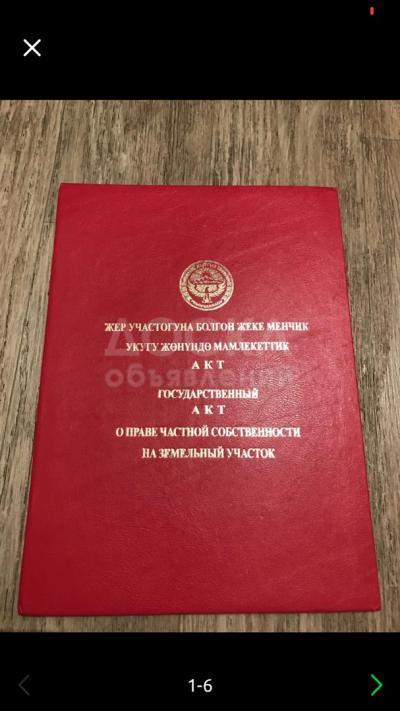 ЖЕР УЧАСТОГУНА БОЛГОН ЖЕКЕ МЕНЧИК
УКУГУ ЖӨНҮНДӨ МАМЛЕКЕТТИК
АКТ
объявлений
ГОСУДАРСТВЕННЫЙ
АКТ
О ПРАВЕ ЧАСТНОЙ СОБСТВЕННОСТИ
НА ЗЕМЕЛЬНЫЙ УЧАСТОК
1-6